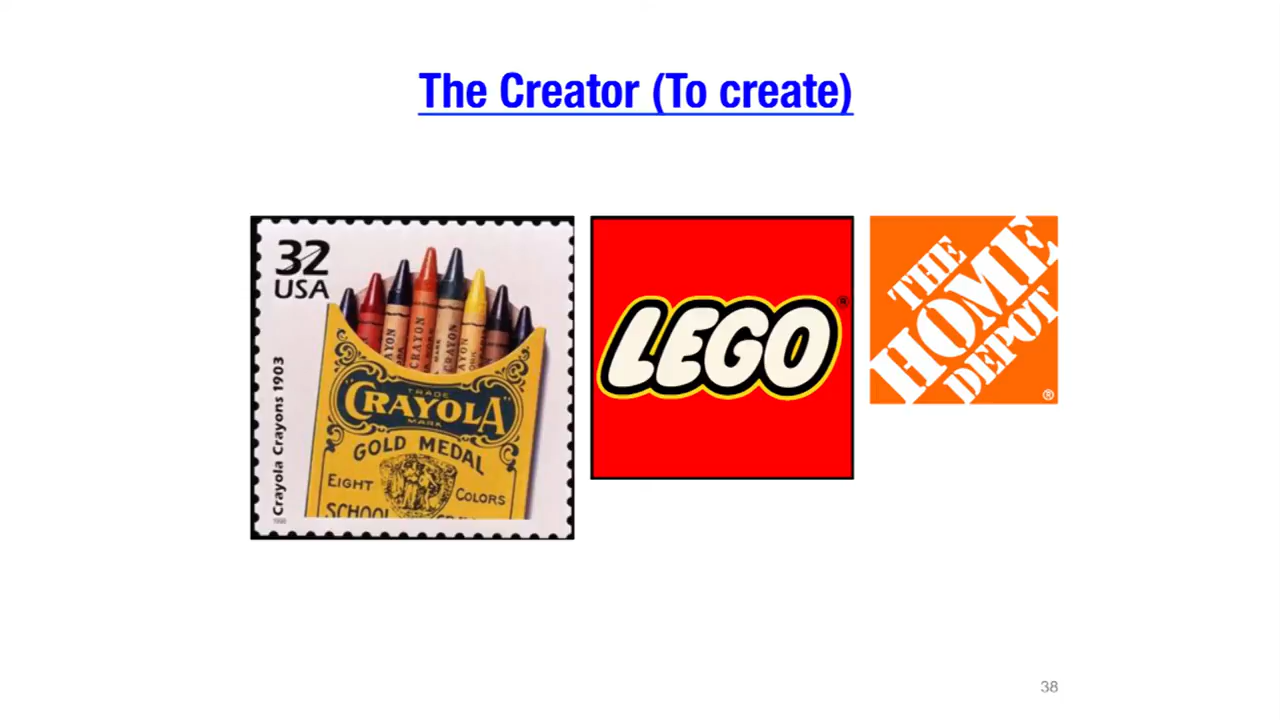 The Creator (To create)
32
USA
Crayola Crayons 1903
1998
CRAYON
CRAYON
CRAYON
"CRAYOLA"
TRADE
MARK
GOLD MEDAL
EIGHT
COLORS
SCHOOL
LEGO®
THE
HOME
DEPOT
®
38